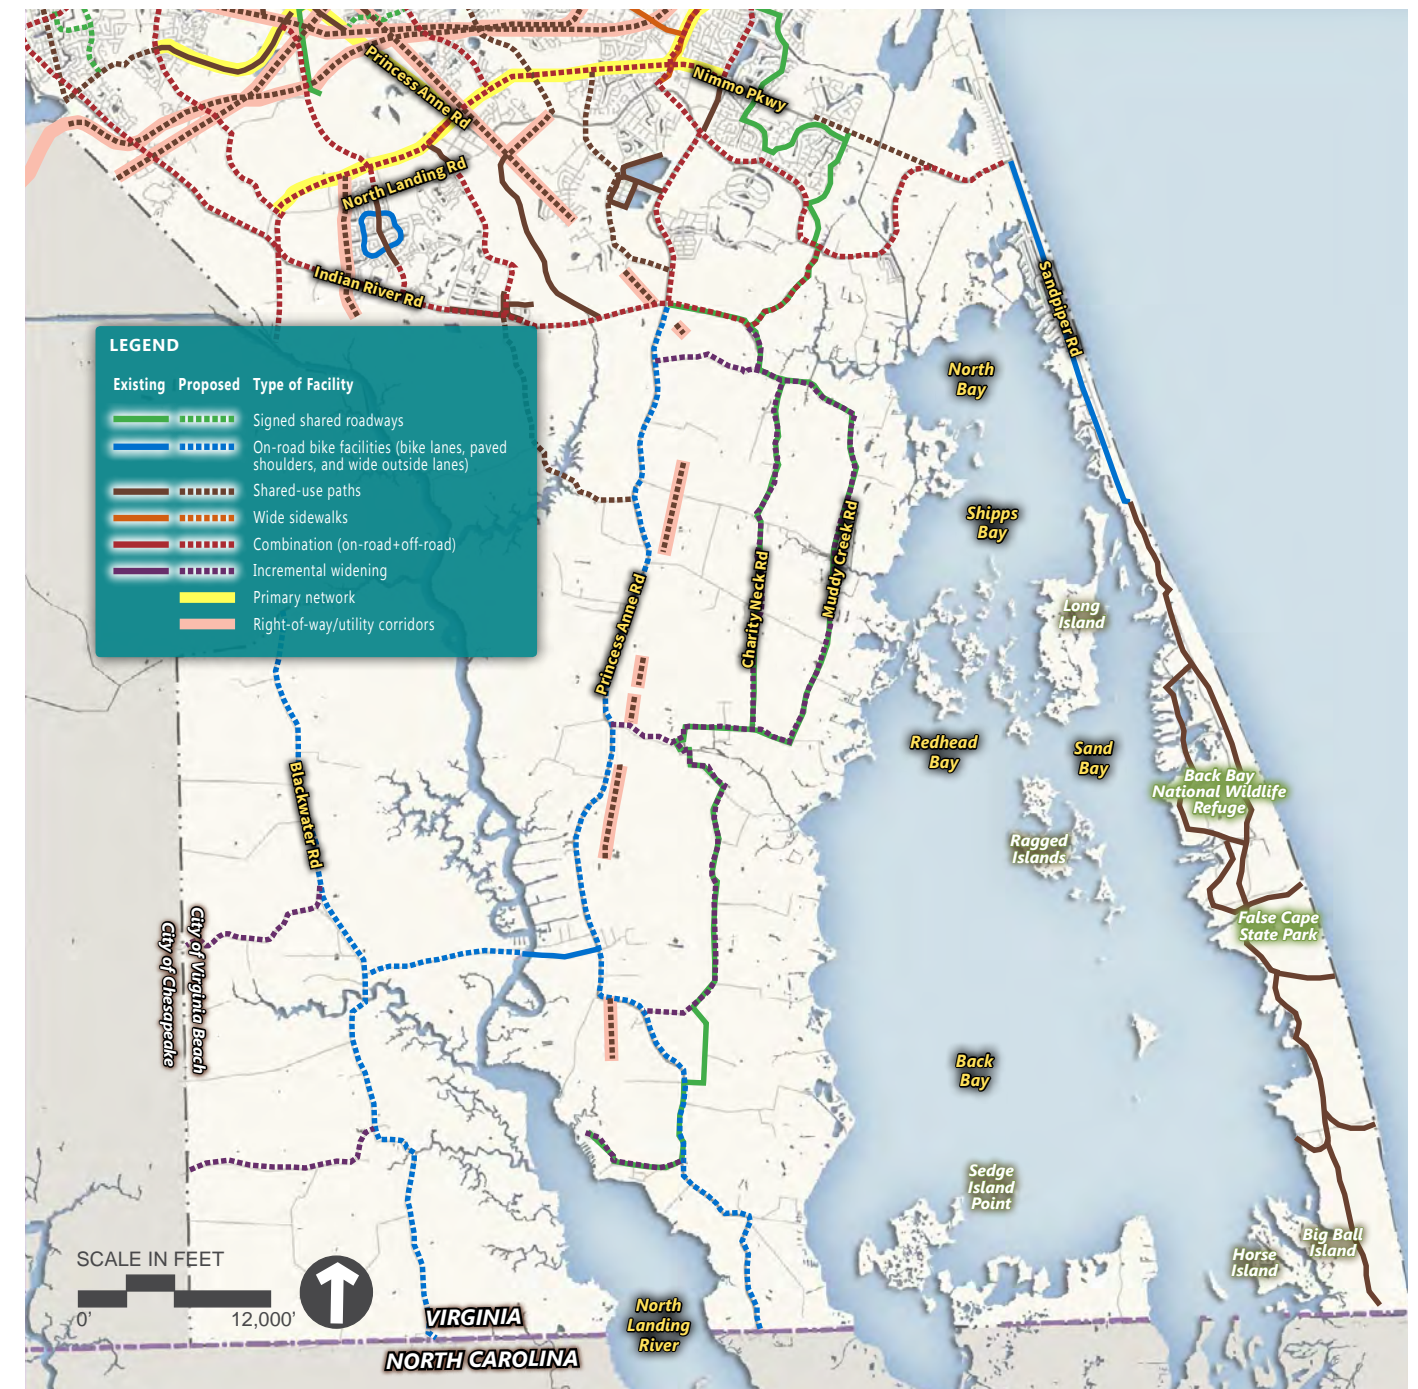 Princess Anne Rd
Nimmo Pkwy
North Landing Rd
Indian River Rd
Sandpiper Rd
LEGEND
Existing Proposed Type of Facility
Signed shared roadways
On-road bike facilities (bike lanes, paved
shoulders, and wide outside lanes)
Shared-use paths
Wide sidewalks
Combination (on-road+off-road)
Incremental widening
Primary network
Right-of-way/utility corridors
North
Bay
Shipps
Bay
Long
Island
Muddy Creek Rd
Charity Neck Rd
Princess Anne Rd
Redhead
Bay
Sand
Bay
Back Bay
National Wildlife
Refuge
Blackwater Rd
Ragged
Islands
City of Virginia Beach
City of Chesapeake
False Cape
State Park
Back
Bay
Sedge
Island
Point
Big Ball
Island
Horse
Island
SCALE IN FEET
0' 12,000'
VIRGINIA
NORTH CAROLINA
North
Landing
River